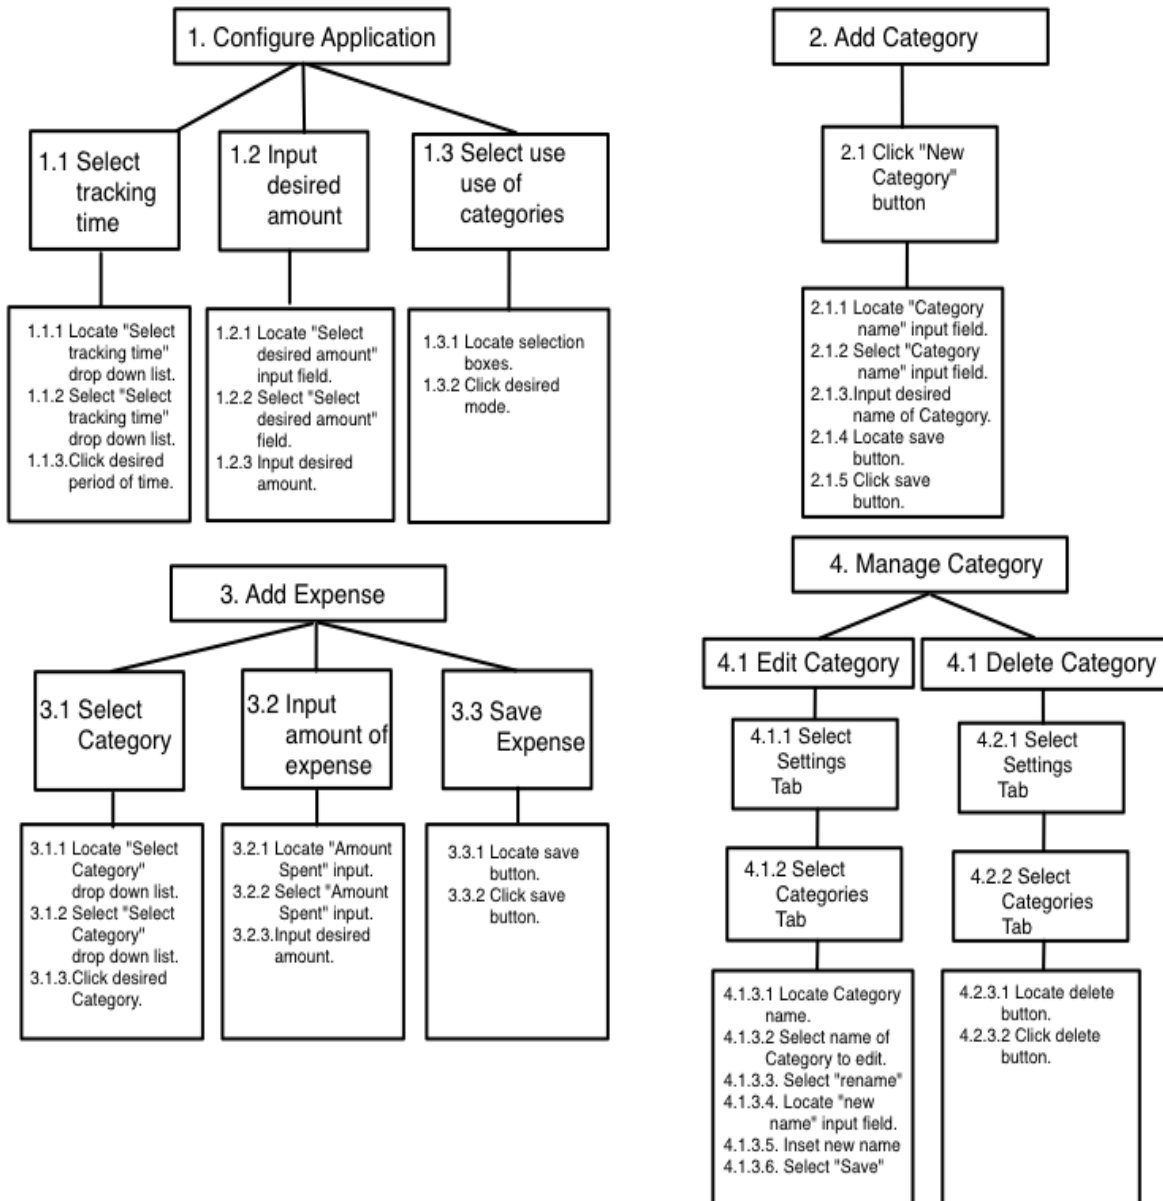 1. Configure Application
1.1 Select
tracking
time
1.2 Input
desired
amount
1.3 Select use
use of
categories
1.1.1 Locate "Select
tracking time"
drop down list.
1.1.2 Select "Select
tracking time"
drop down list.
1.1.3.Click desired
period of time.
1.2.1 Locate "Select
desired amount"
input field.
1.2.2 Select "Select
desired amount"
field.
1.2.3 Input desired
amount.
1.3.1 Locate selection
boxes.
1.3.2 Click desired
mode.
2. Add Category
2.1 Click "New
Category"
button
2.1.1 Locate "Category
name" input field.
2.1.2 Select "Category
name" input field.
2.1.3.Input desired
name of Category.
2.1.4 Locate save
button.
2.1.5 Click save
button.
3. Add Expense
3.1 Select
Category
3.2 Input
amount of
expense
3.3 Save
Expense
3.1.1 Locate "Select
Category"
drop down list.
3.1.2 Select "Select
Category"
drop down list.
3.1.3.Click desired
Category.
3.2.1 Locate "Amount
Spent" input.
3.2.2 Select "Amount
Spent" input.
3.2.3.Input desired
amount.
3.3.1 Locate save
button.
3.3.2 Click save
button.
4. Manage Category
4.1 Edit Category
4.1.1 Select
Settings
Tab
4.1.2 Select
Categories
Tab
4.1.3.1 Locate Category
name.
4.1.3.2 Select name of
Category to edit.
4.1.3.3. Select "rename"
4.1.3.4. Locate "new
name" input field.
4.1.3.5. Inset new name
4.1.3.6. Select "Save"
4.1 Delete Category
4.2.1 Select
Settings
Tab
4.2.2 Select
Categories
Tab
4.2.3.1 Locate delete
button.
4.2.3.2 Click delete
button.